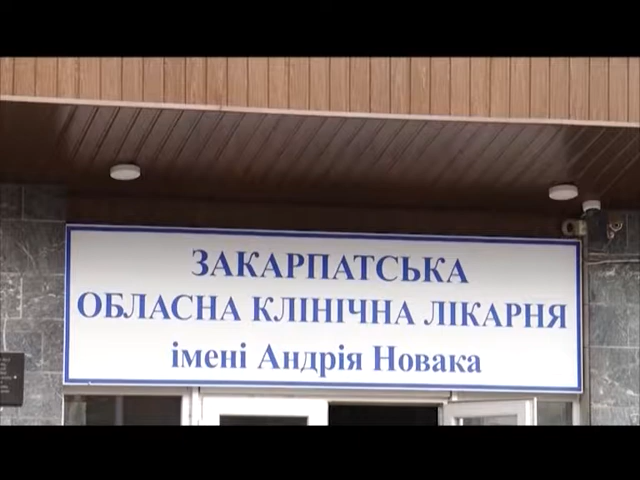 ЗАКАРПАТСЬКА
ОБЛАСНА КЛІНІЧНА ЛІКАРНЯ
імені Андрія Новака